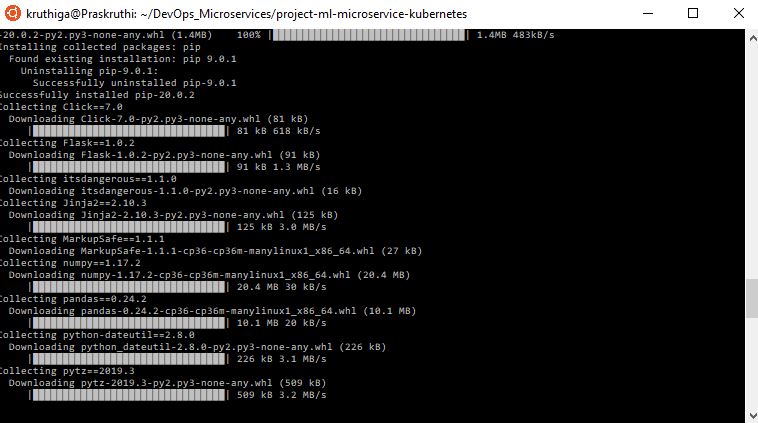 kruthiga@Praskruthi: ~/DevOps_Microservices/project-ml-microservice-kubernetes
-20.0.2-py2.py3-none-any.whl (1.4MB)    100% |████████████████████████████████| 1.4MB 483kB/s
Installing collected packages: pip
  Found existing installation: pip 9.0.1
    Uninstalling pip-9.0.1:
      Successfully uninstalled pip-9.0.1
Successfully installed pip-20.0.2
Collecting Click==7.0
  Downloading Click-7.0-py2.py3-none-any.whl (81 kB)
     |████████████████████████████████| 81 kB 618 kB/s
Collecting Flask==1.0.2
  Downloading Flask-1.0.2-py2.py3-none-any.whl (91 kB)
     |████████████████████████████████| 91 kB 1.3 MB/s
Collecting itsdangerous==1.1.0
  Downloading itsdangerous-1.1.0-py2.py3-none-any.whl (16 kB)
Collecting Jinja2==2.10.3
  Downloading Jinja2-2.10.3-py2.py3-none-any.whl (125 kB)
     |████████████████████████████████| 125 kB 3.0 MB/s
Collecting MarkupSafe==1.1.1
  Downloading MarkupSafe-1.1.1-cp36-cp36m-manylinux1_x86_64.whl (27 kB)
Collecting numpy==1.17.2
  Downloading numpy-1.17.2-cp36-cp36m-manylinux1_x86_64.whl (20.4 MB)
     |████████████████████████████████| 20.4 MB 30 kB/s
Collecting pandas==0.24.2
  Downloading pandas-0.24.2-cp36-cp36m-manylinux1_x86_64.whl (10.1 MB)
     |████████████████████████████████| 10.1 MB 20 kB/s
Collecting python-dateutil==2.8.0
  Downloading python_dateutil-2.8.0-py2.py3-none-any.whl (226 kB)
     |████████████████████████████████| 226 kB 3.1 MB/s
Collecting pytz==2019.3
  Downloading pytz-2019.3-py2.py3-none-any.whl (509 kB)
     |████████████████████████████████| 509 kB 3.2 MB/s